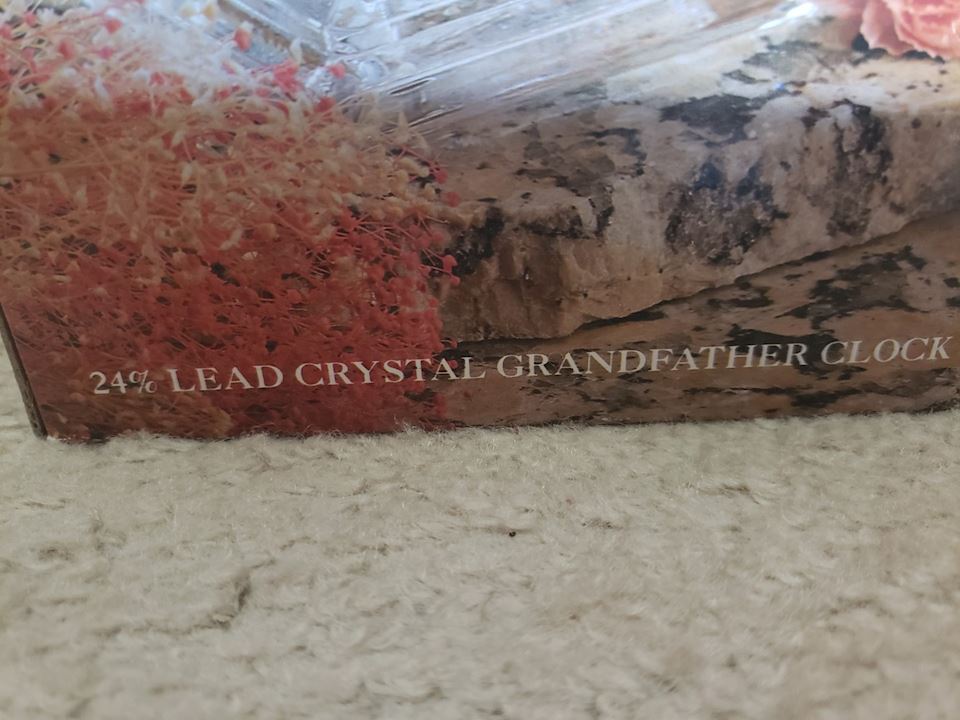 24% LEAD CRYSTAL GRANDFATHER CLOCK